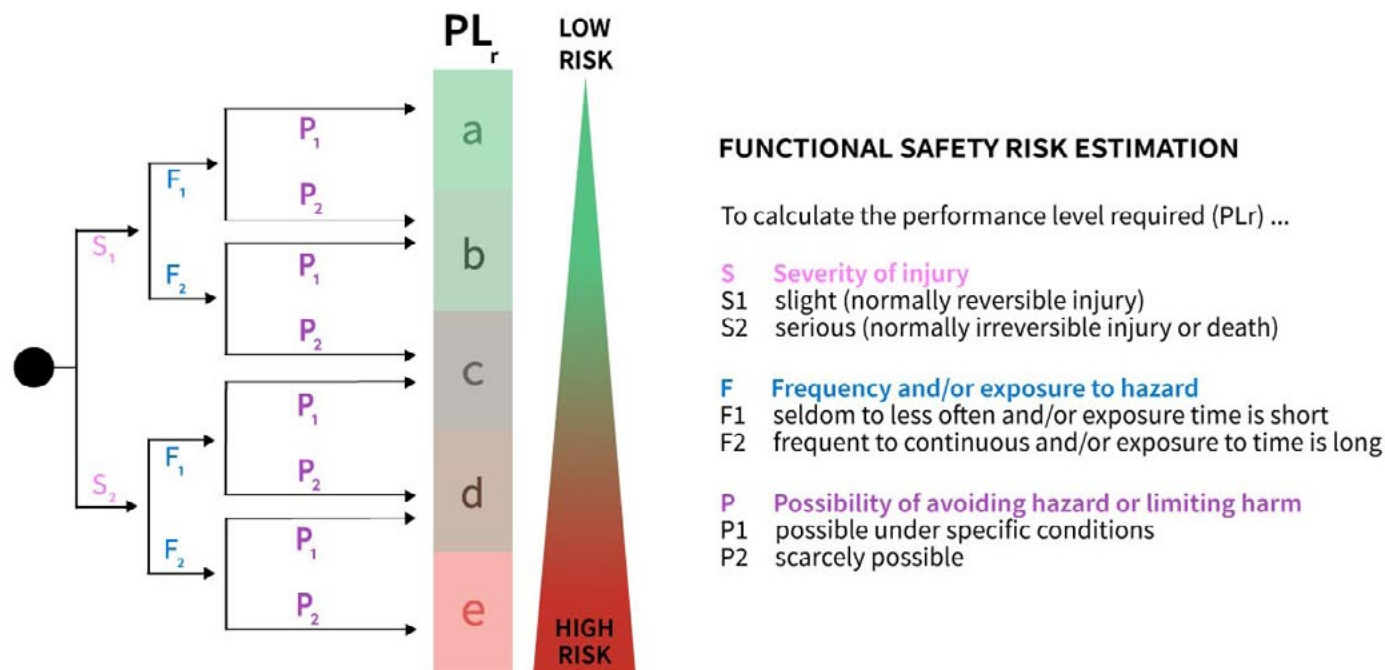 PLr
LOW
RISK
a
b
c
d
e
S1
F1
P1
P2
F2
P1
P2
S2
F1
P1
P2
F2
P1
P2
HIGH
RISK
FUNCTIONAL SAFETY RISK ESTIMATION
To calculate the performance level required (PLr) ...
S Severity of injury
S1 slight (normally reversible injury)
S2 serious (normally irreversible injury or death)
F Frequency and/or exposure to hazard
F1 seldom to less often and/or exposure time is short
F2 frequent to continuous and/or exposure to time is long
P Possibility of avoiding hazard or limiting harm
P1 possible under specific conditions
P2 scarcely possible